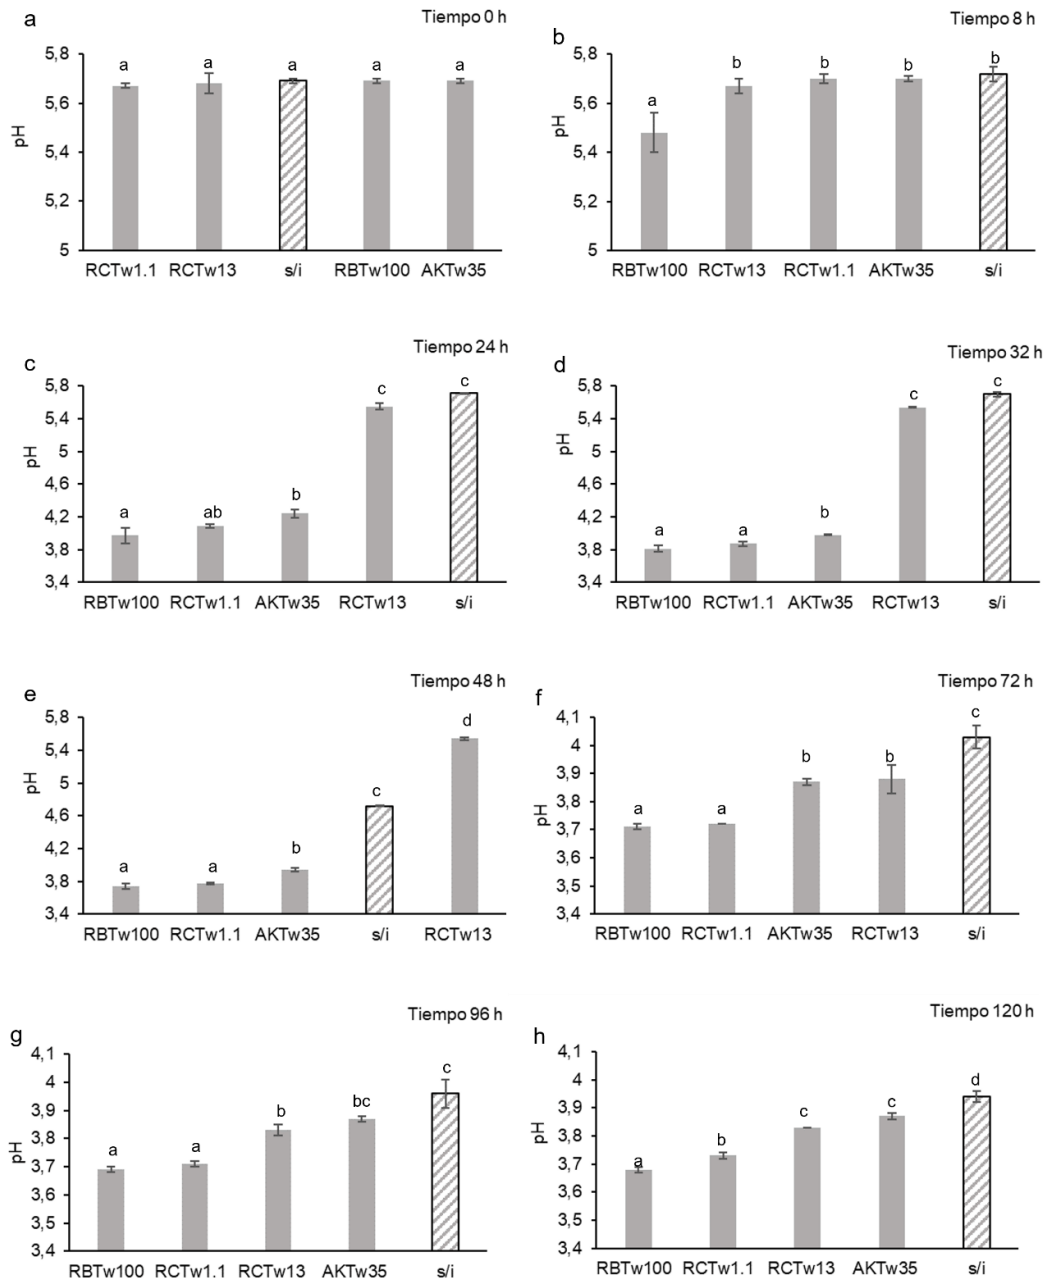 a
Tiempo 0 h
5,8
5,6
5,4
5,2
5
pH
a a a a a
RCTw1.1 RCTw13 s/i RBTw100 AKTw35
b
Tiempo 8 h
5,8
5,6
5,4
5,2
5
pH
a b b b b
RBTw100 RCTw13 RCTw1.1 AKTw35 s/i
c
Tiempo 24 h
5,8
5,4
5
4,6
4,2
3,8
3,4
pH
a ab b c c
RBTw100 RCTw1.1 AKTw35 RCTw13 s/i
d
Tiempo 32 h
5,8
5,4
5
4,6
4,2
3,8
3,4
pH
a a b c c
RBTw100 RCTw1.1 AKTw35 RCTw13 s/i
e
Tiempo 48 h
5,8
5,4
5
4,6
4,2
3,8
3,4
pH
a a b c d
RBTw100 RCTw1.1 AKTw35 s/i RCTw13
f
Tiempo 72 h
4,1
4
3,9
3,8
3,7
3,6
3,5
3,4
pH
a a b b c
RBTw100 RCTw1.1 AKTw35 RCTw13 s/i
g
Tiempo 96 h
4,1
4
3,9
3,8
3,7
3,6
3,5
3,4
pH
a a b bc c
RBTw100 RCTw1.1 RCTw13 AKTw35 s/i
h
Tiempo 120 h
4,1
4
3,9
3,8
3,7
3,6
3,5
3,4
pH
a b c c d
RBTw100 RCTw1.1 RCTw13 AKTw35 s/i